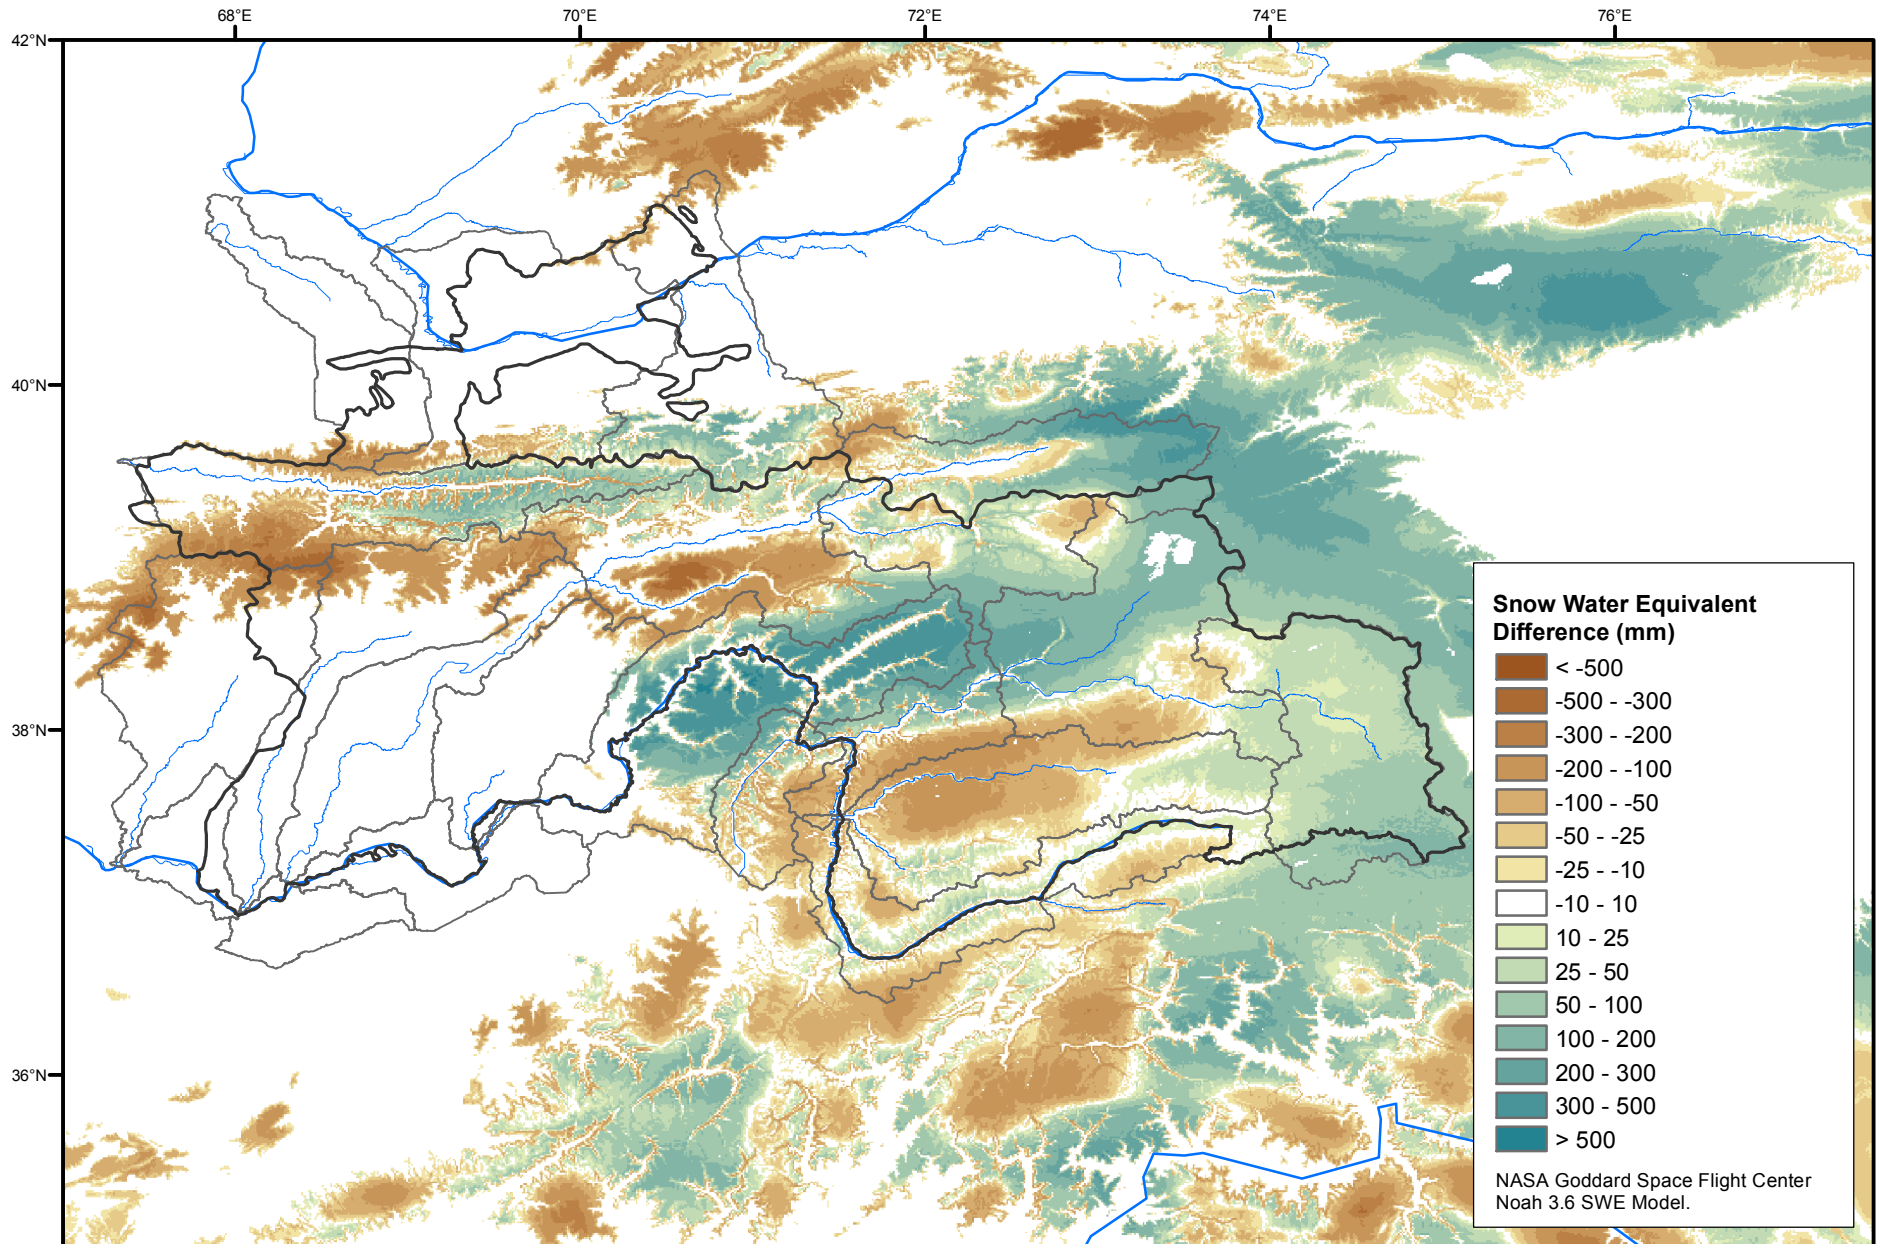 68°E
70°E
72°E
74°E
76°E
42°N
40°N
38°N
36°N
Snow Water Equivalent
Difference (mm)
< -500
-500 - -300
-300 - -200
-200 - -100
-100 - -50
-50 - -25
-25 - -10
-10 - 10
10 - 25
25 - 50
50 - 100
100 - 200
200 - 300
300 - 500
> 500
NASA Goddard Space Flight Center
Noah 3.6 SWE Model.